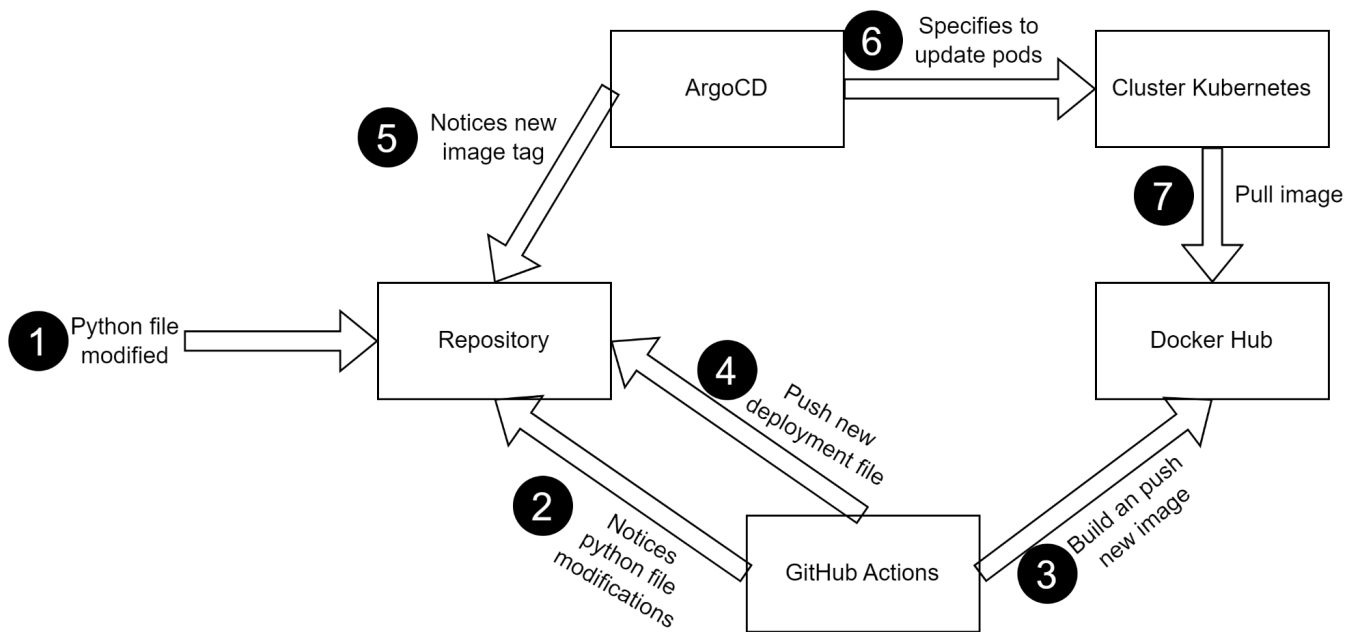 6
Specifies to
update pods
ArgoCD
Cluster Kubernetes
5
Notices new
image tag
7
Pull image
1
Python file
modified
Repository
Docker Hub
4
Push new
deployment file
2
Notices
python file
modifications
GitHub Actions
3
Build an push
new image